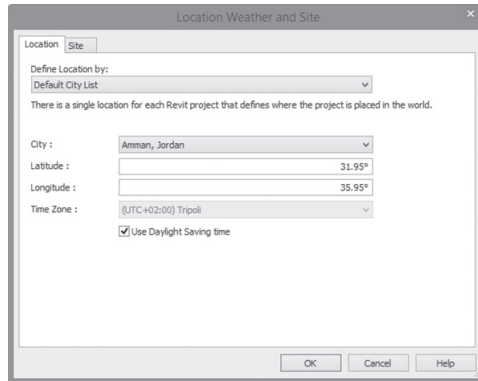 Location Weather and Site
Location Site
Define Location by:
Default City List
There is a single location for each Revit project that defines where the project is placed in the world.
City : Amman, Jordan
Latitude : 31.95°
Longitude : 35.95°
Time Zone : (UTC+02:00) Tripoli
Use Daylight Saving time
OK Cancel Help